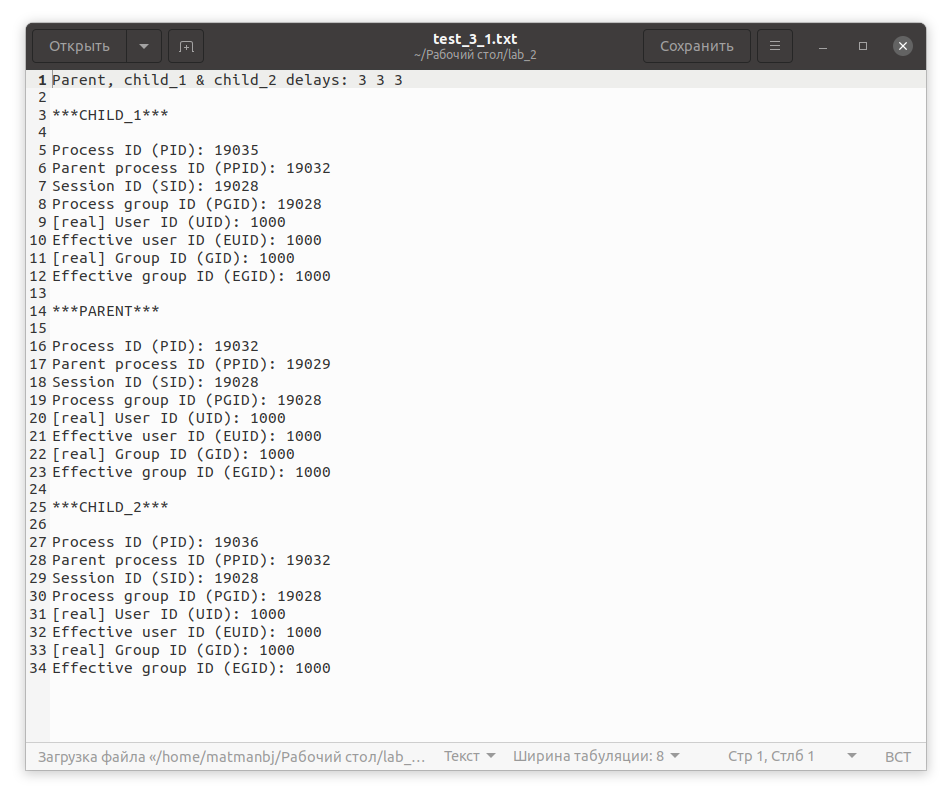 Открыть
test_3_1.txt
~/Рабочий стол/lab_2
Сохранить
1 Parent, child_1 & child_2 delays: 3 3 3
2
3 ***CHILD_1***
4
5 Process ID (PID): 19035
6 Parent process ID (PPID): 19032
7 Session ID (SID): 19028
8 Process group ID (PGID): 19028
9 [real] User ID (UID): 1000
10 Effective user ID (EUID): 1000
11 [real] Group ID (GID): 1000
12 Effective group ID (EGID): 1000
13
14 ***PARENT***
15
16 Process ID (PID): 19032
17 Parent process ID (PPID): 19029
18 Session ID (SID): 19028
19 Process group ID (PGID): 19028
20 [real] User ID (UID): 1000
21 Effective user ID (EUID): 1000
22 [real] Group ID (GID): 1000
23 Effective group ID (EGID): 1000
24
25 ***CHILD_2***
26
27 Process ID (PID): 19036
28 Parent process ID (PPID): 19032
29 Session ID (SID): 19028
30 Process group ID (PGID): 19028
31 [real] User ID (UID): 1000
32 Effective user ID (EUID): 1000
33 [real] Group ID (GID): 1000
34 Effective group ID (EGID): 1000
Загрузка файла «/home/matmanbj/Рабочий стол/lab_... Текст Ширина табуляции: 8 Стр 1, Стлб 1 ВСТ